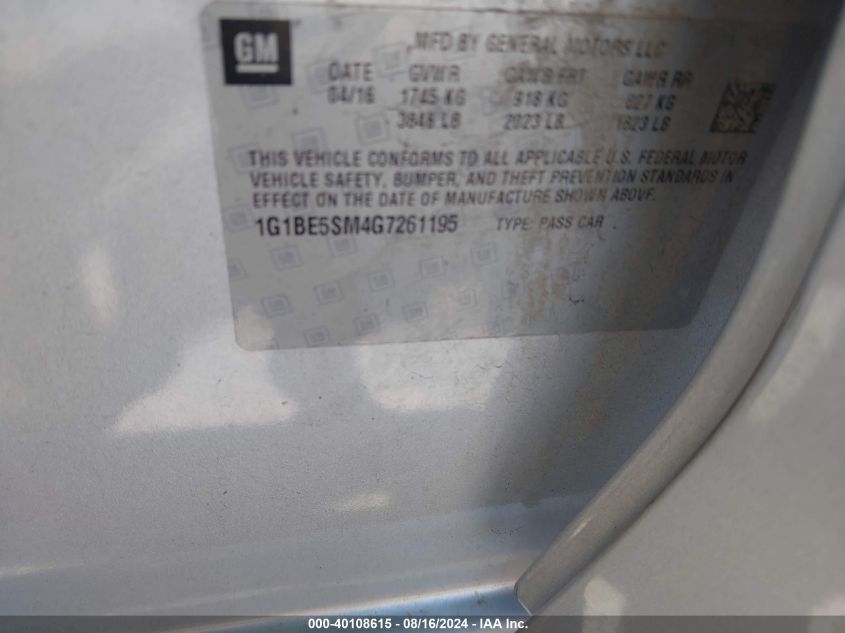 GM
MFD BY GENERAL MOTORS LLC
DATE GVWR GAWR FRT GAWR RR
04/16 1745 KG 918 KG 827 KG
3846 LB 2023 LB 1823 LB
THIS VEHICLE CONFORMS TO ALL APPLICABLE U.S. FEDERAL MOTOR
VEHICLE SAFETY, BUMPER, AND THEFT PREVENTION STANDARDS IN
EFFECT ON THE DATE OF MANUFACTURE SHOWN ABOVE.
1G1BE5SM4G7261195 TYPE: PASS CAR
000-40108615 - 08/16/2024 - IAA Inc.